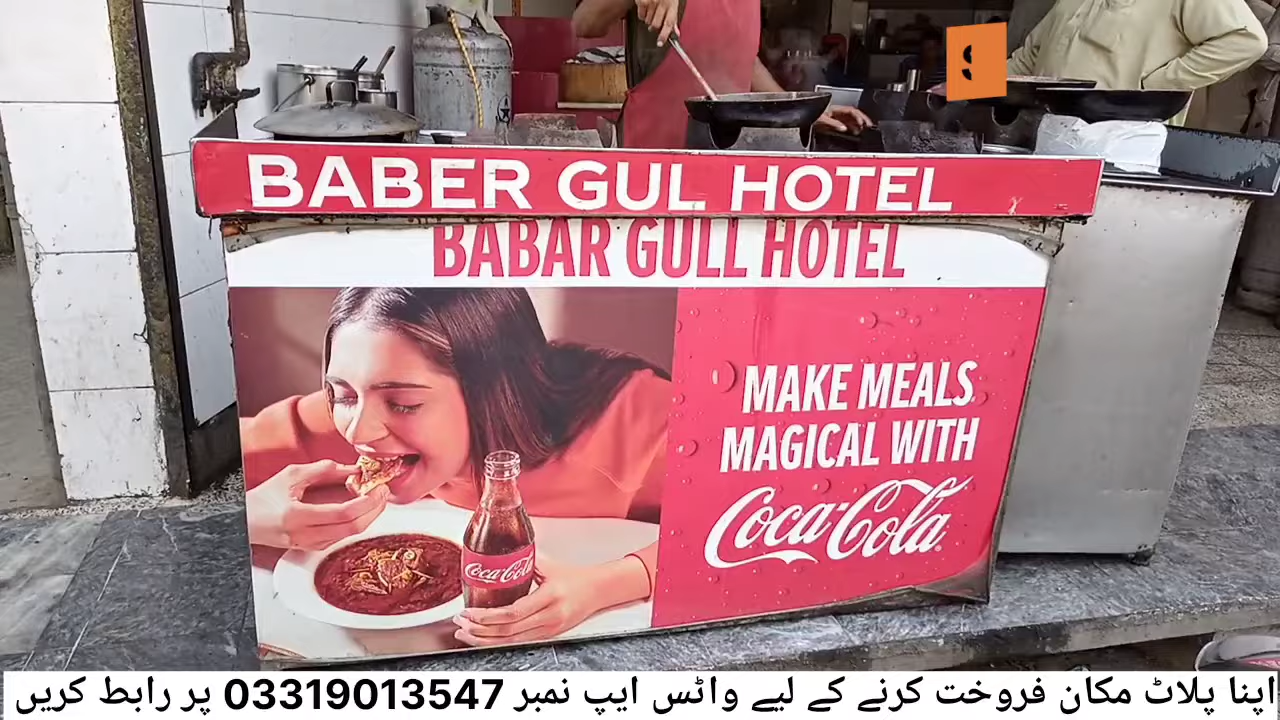 BABER GUL HOTEL
BABAR GULL HOTEL
MAKE MEALS
MAGICAL WITH
Coca-Cola
Coca-Cola
اپنا پلاٹ مکان فروخت کرنے کے لیے واٹس ایپ نمبر 03319013547 پر رابط کریں